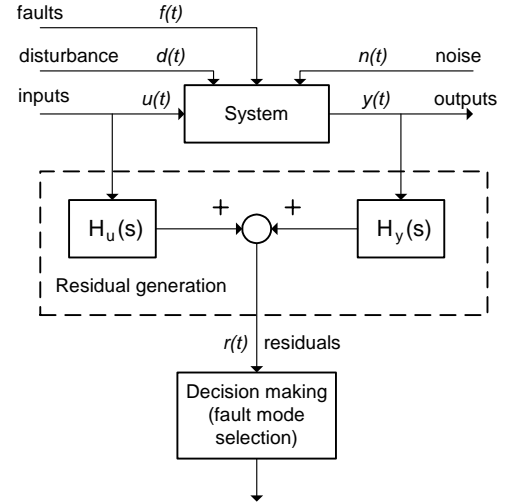 faults f(t)
disturbance d(t) n(t) noise
inputs u(t) System y(t) outputs
+ +
Hu(s) Hy(s)
Residual generation
r(t) residuals
Decision making
(fault mode
selection)